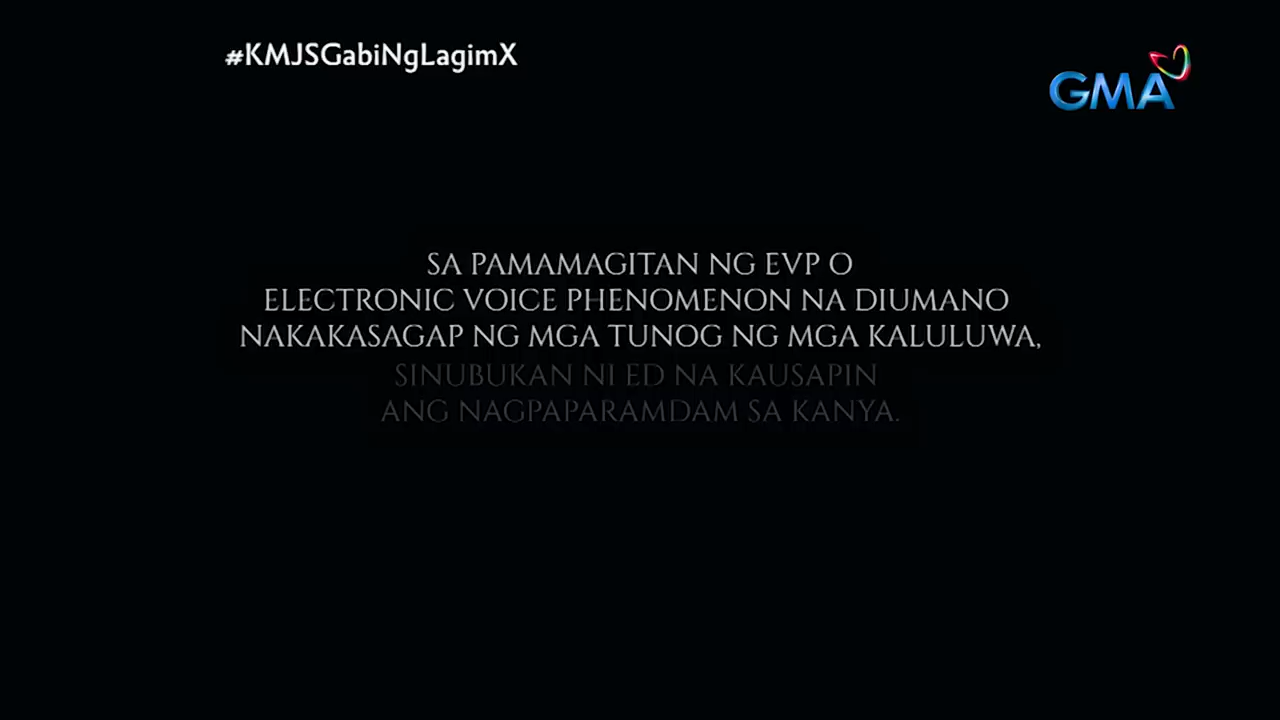 #KMJSGabiNgLagimX
GMA
SA PAMAMAGITAN NG EVP O
ELECTRONIC VOICE PHENOMENON NA DIUMANO
NAKAKASAGAP NG MGA TUNOG NG MGA KALULUWA,
SINUBUKAN NI ED NA KAUSAPIN
ANG NAGPAPARAMDAM SA KANYA.